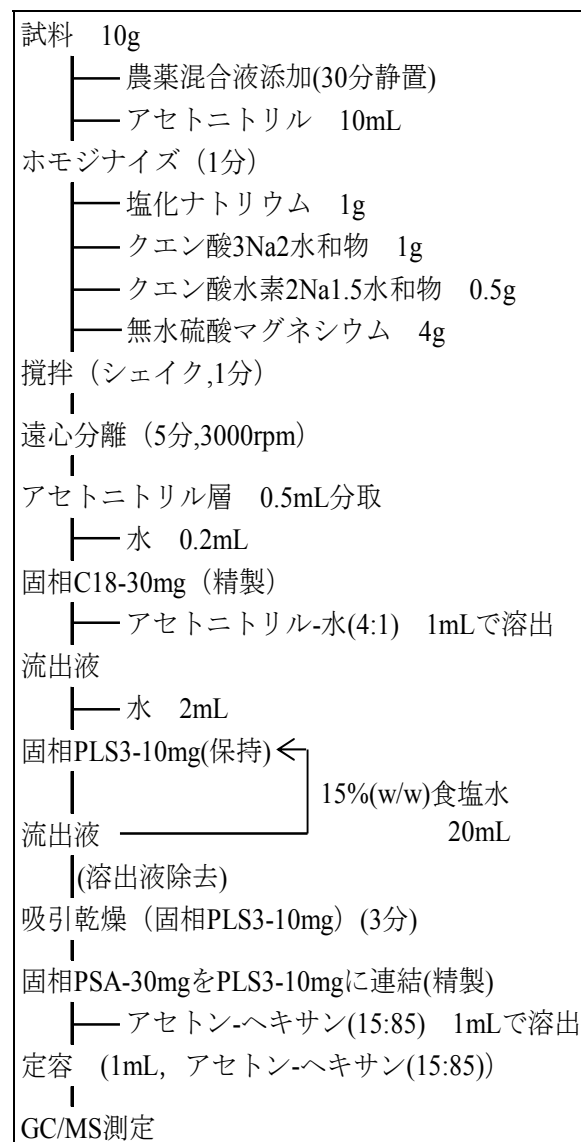 試料　10g
農薬混合液添加(30分静置)
アセトニトリル　10mL
ホモジナイズ（1分）
塩化ナトリウム　1g
クエン酸3Na2水和物　1g
クエン酸水素2Na1.5水和物　0.5g
無水硫酸マグネシウム　4g
撹拌（シェイク,1分）
遠心分離（5分,3000rpm）
アセトニトリル層　0.5mL分取
水　0.2mL
固相C18-30mg（精製）
アセトニトリル-水(4:1)　1mLで溶出
流出液
水　2mL
固相PLS3-10mg(保持)
15%(w/w)食塩水
流出液　20mL
(溶出液除去)
吸引乾燥（固相PLS3-10mg）(3分)
固相PSA-30mgをPLS3-10mgに連結(精製)
アセトン-ヘキサン(15:85)　1mLで溶出
定容　(1mL，アセトン-ヘキサン(15:85)）
GC/MS測定